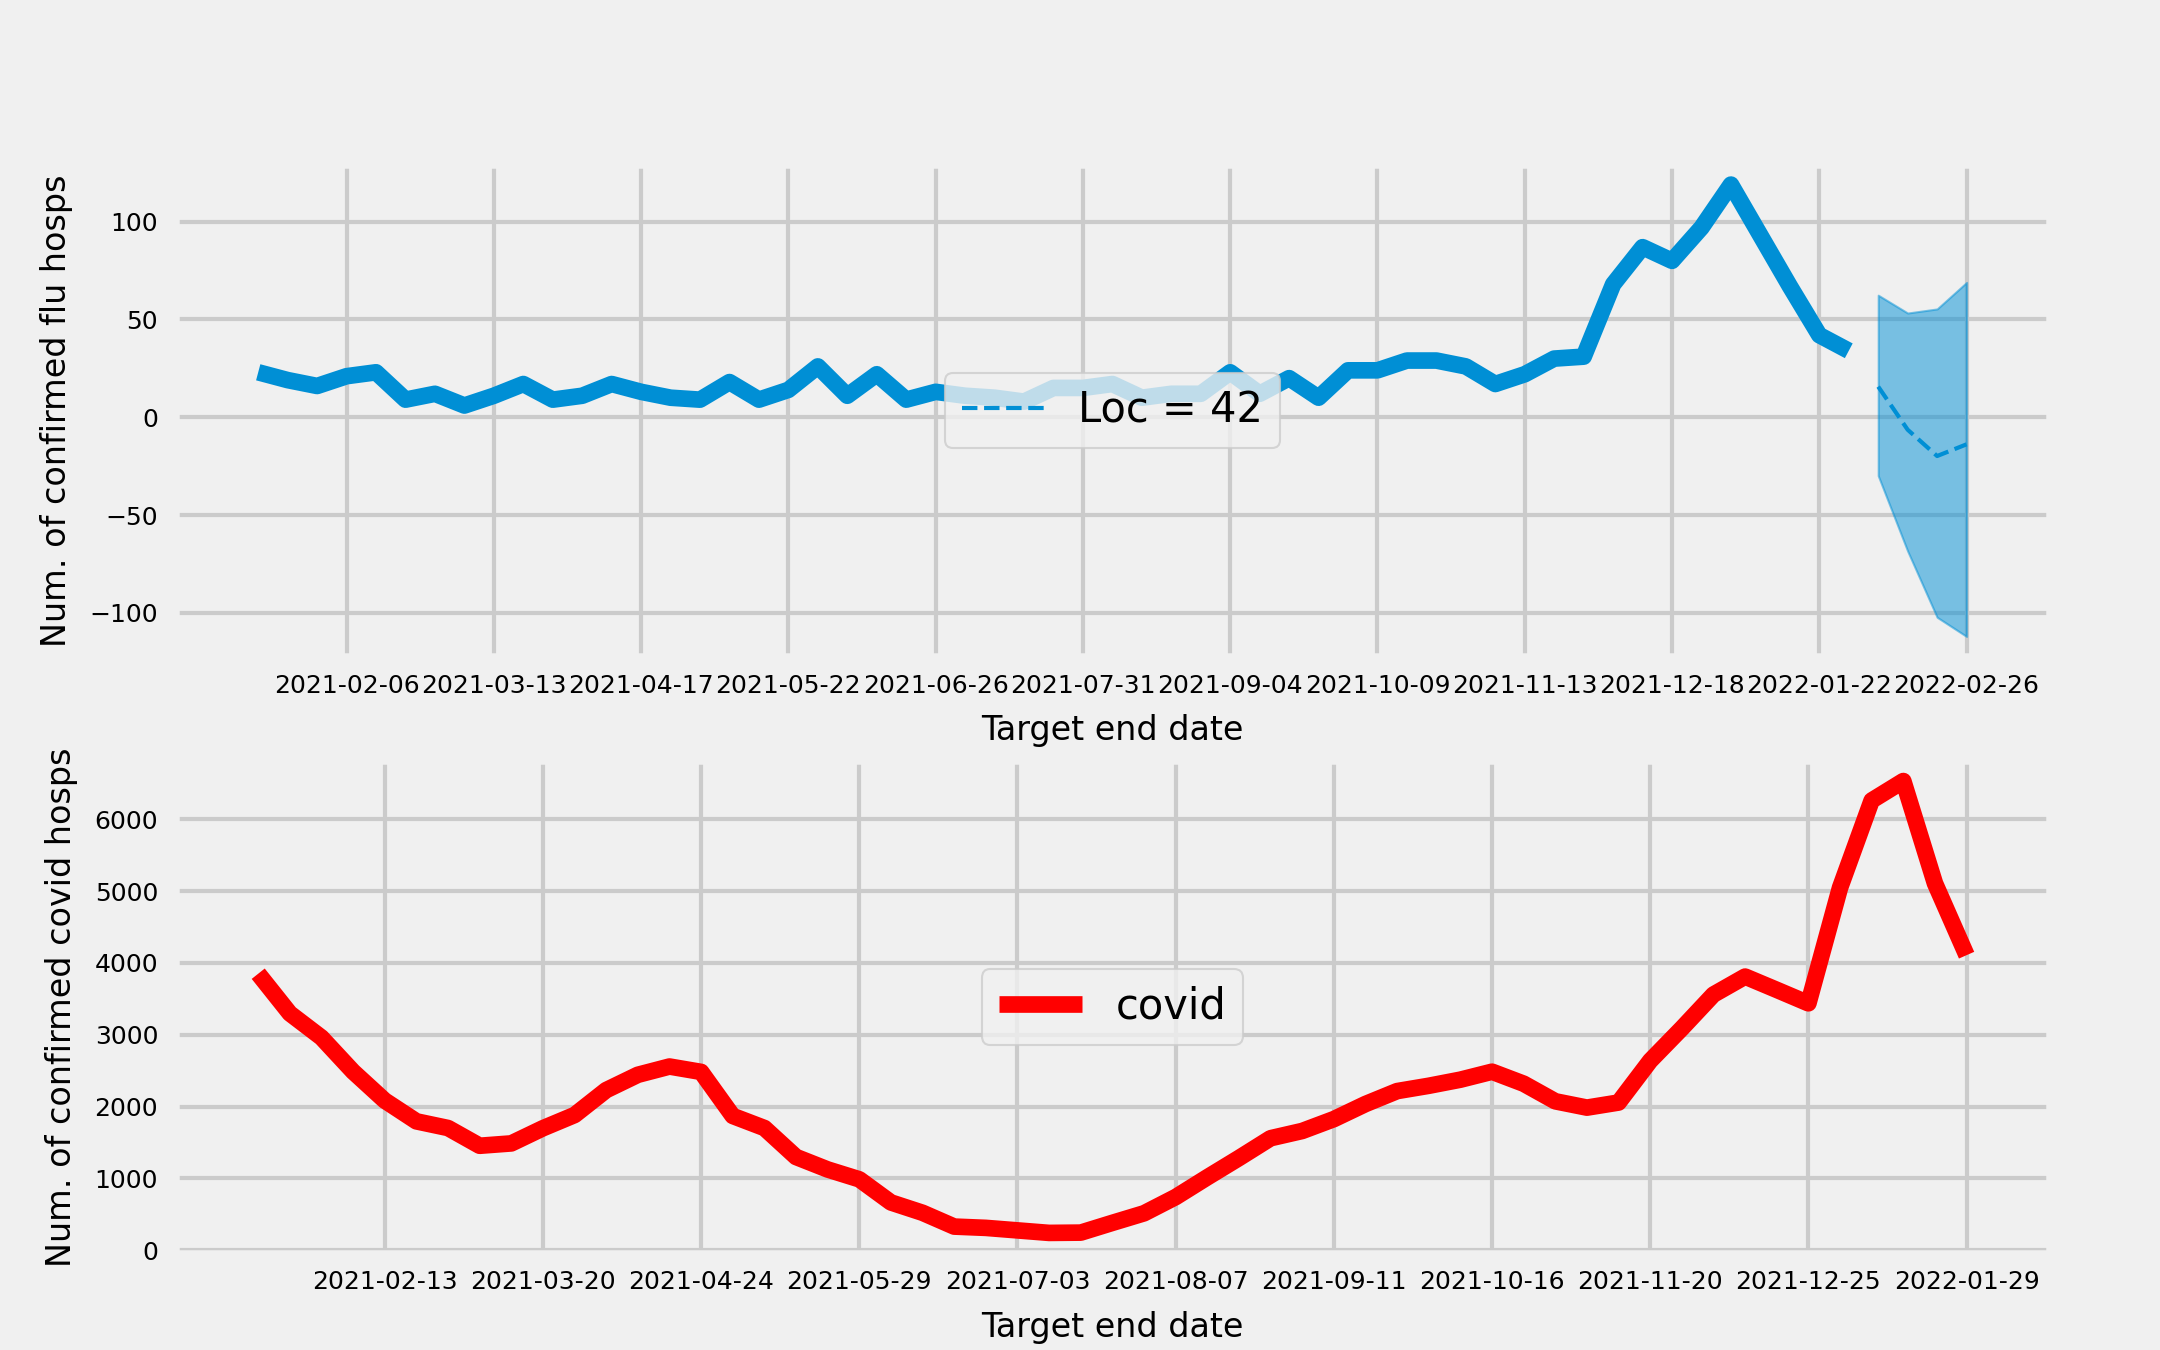 Num. of confirmed flu hosps
100
50
0
−50
−100
Loc = 42
2021-02-06 2021-03-13 2021-04-17 2021-05-22 2021-06-26 2021-07-31 2021-09-04 2021-10-09 2021-11-13 2021-12-18 2022-01-22 2022-02-26
Target end date
Num. of confirmed covid hosps
6000
5000
4000
3000
2000
1000
0
covid
2021-02-13 2021-03-20 2021-04-24 2021-05-29 2021-07-03 2021-08-07 2021-09-11 2021-10-16 2021-11-20 2021-12-25 2022-01-29
Target end date